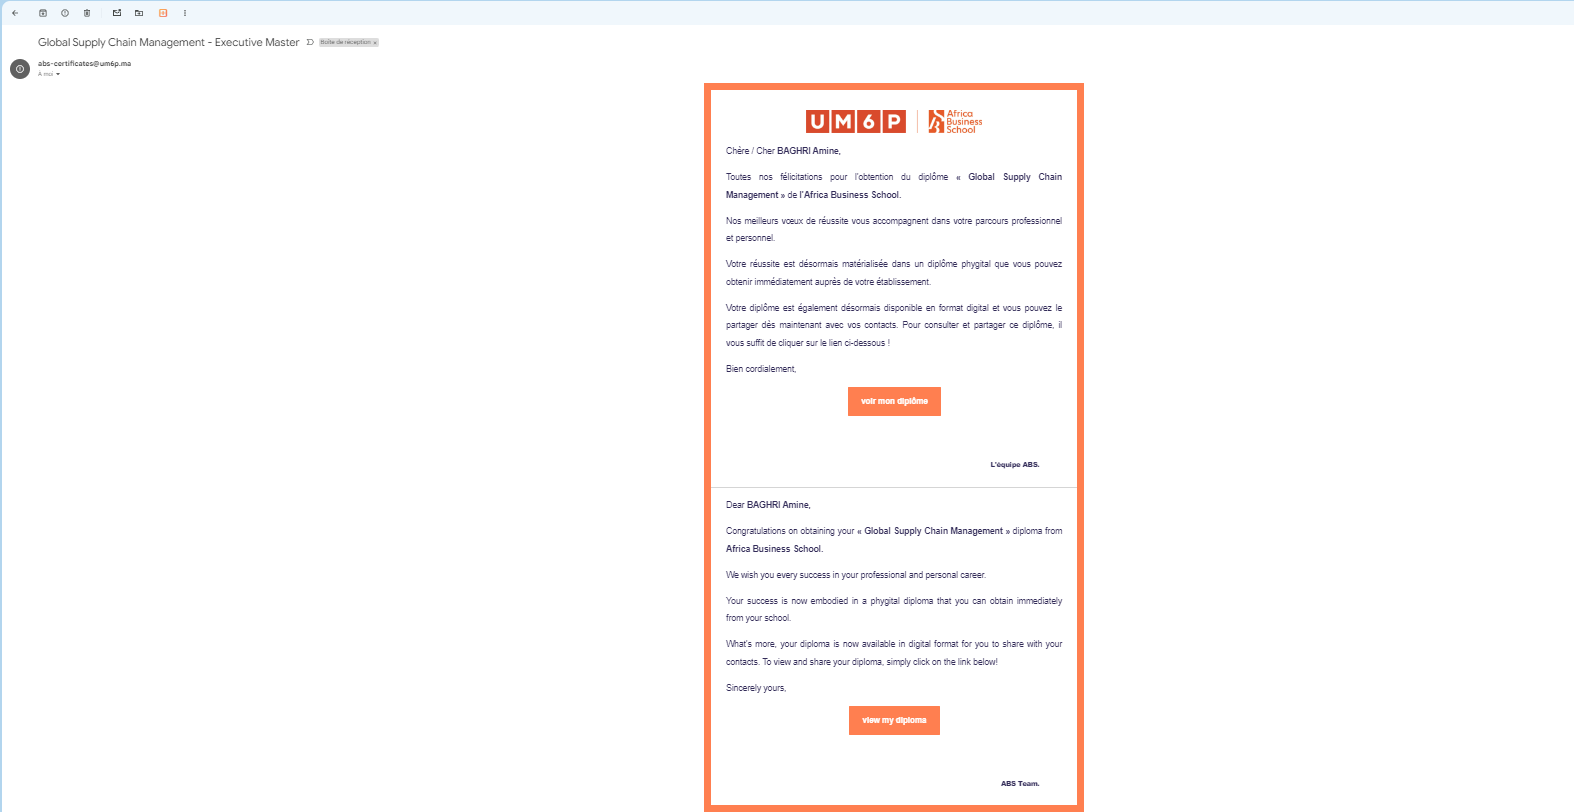 Global Supply Chain Management - Executive Master
Boîte de réception ×
abs-certificates@um6p.ma
À moi
UM6P
Africa
Business
School
Chère / Cher BAGHRI Amine,
Toutes nos félicitations pour l'obtention du diplôme « Global Supply Chain
Management » de l'Africa Business School.
Nos meilleurs vœux de réussite vous accompagnent dans votre parcours professionnel
et personnel.
Votre réussite est désormais matérialisée dans un diplôme phygital que vous pouvez
obtenir immédiatement auprès de votre établissement.
Votre diplôme est également désormais disponible en format digital et vous pouvez le
partager dès maintenant avec vos contacts. Pour consulter et partager ce diplôme, il
vous suffit de cliquer sur le lien ci-dessous !
Bien cordialement,
voir mon diplôme
L'équipe ABS.
Dear BAGHRI Amine,
Congratulations on obtaining your « Global Supply Chain Management » diploma from
Africa Business School.
We wish you every success in your professional and personal career.
Your success is now embodied in a phygital diploma that you can obtain immediately
from your school.
What's more, your diploma is now available in digital format for you to share with your
contacts. To view and share your diploma, simply click on the link below!
Sincerely yours,
view my diploma
ABS Team.